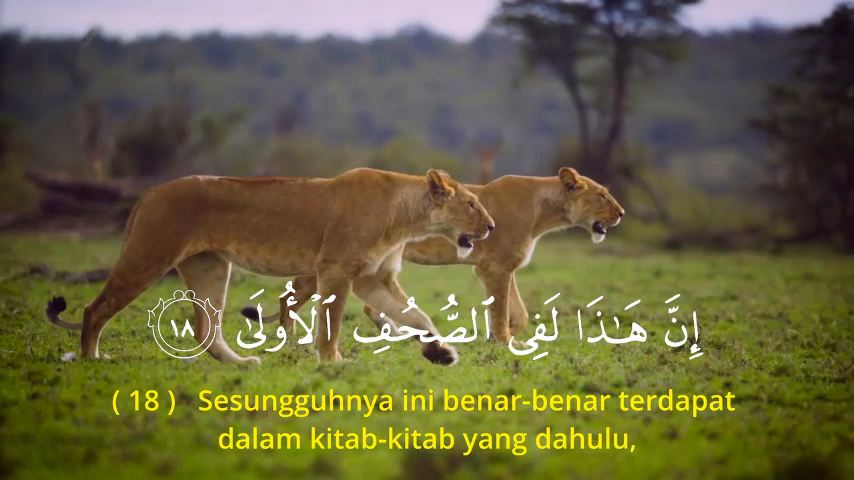 إِنَّ هَـٰذَا لَفِى ٱلصُّحُفِ ٱلْأُولَىٰ ١٨
( 18 ) Sesungguhnya ini benar-benar terdapat
dalam kitab-kitab yang dahulu,